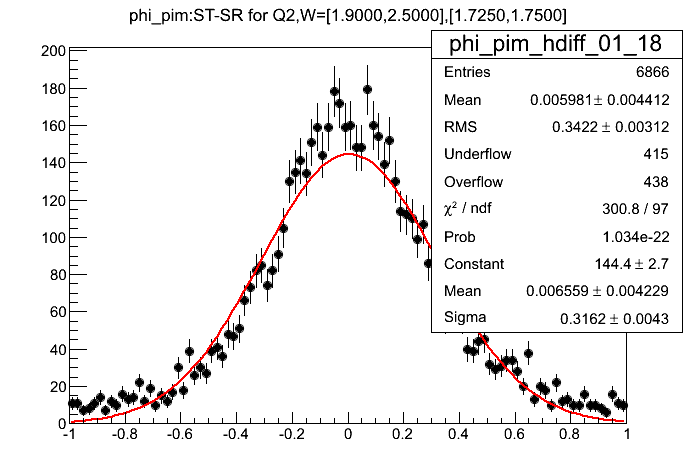 phi_pim:ST-SR for Q2,W=[1.9000,2.5000],[1.7250,1.7500]
phi_pim_hdiff_01_18
Entries 6866
Mean 0.005981± 0.004412
RMS 0.3422 ± 0.00312
Underflow 415
Overflow 438
χ² / ndf 300.8 / 97
Prob 1.034e-22
Constant 144.4 ± 2.7
Mean 0.006559 ± 0.004229
Sigma 0.3162 ± 0.0043
200
180
160
140
120
100
80
60
40
20
0
-1 -0.8 -0.6 -0.4 -0.2 0 0.2 0.4 0.6 0.8 1